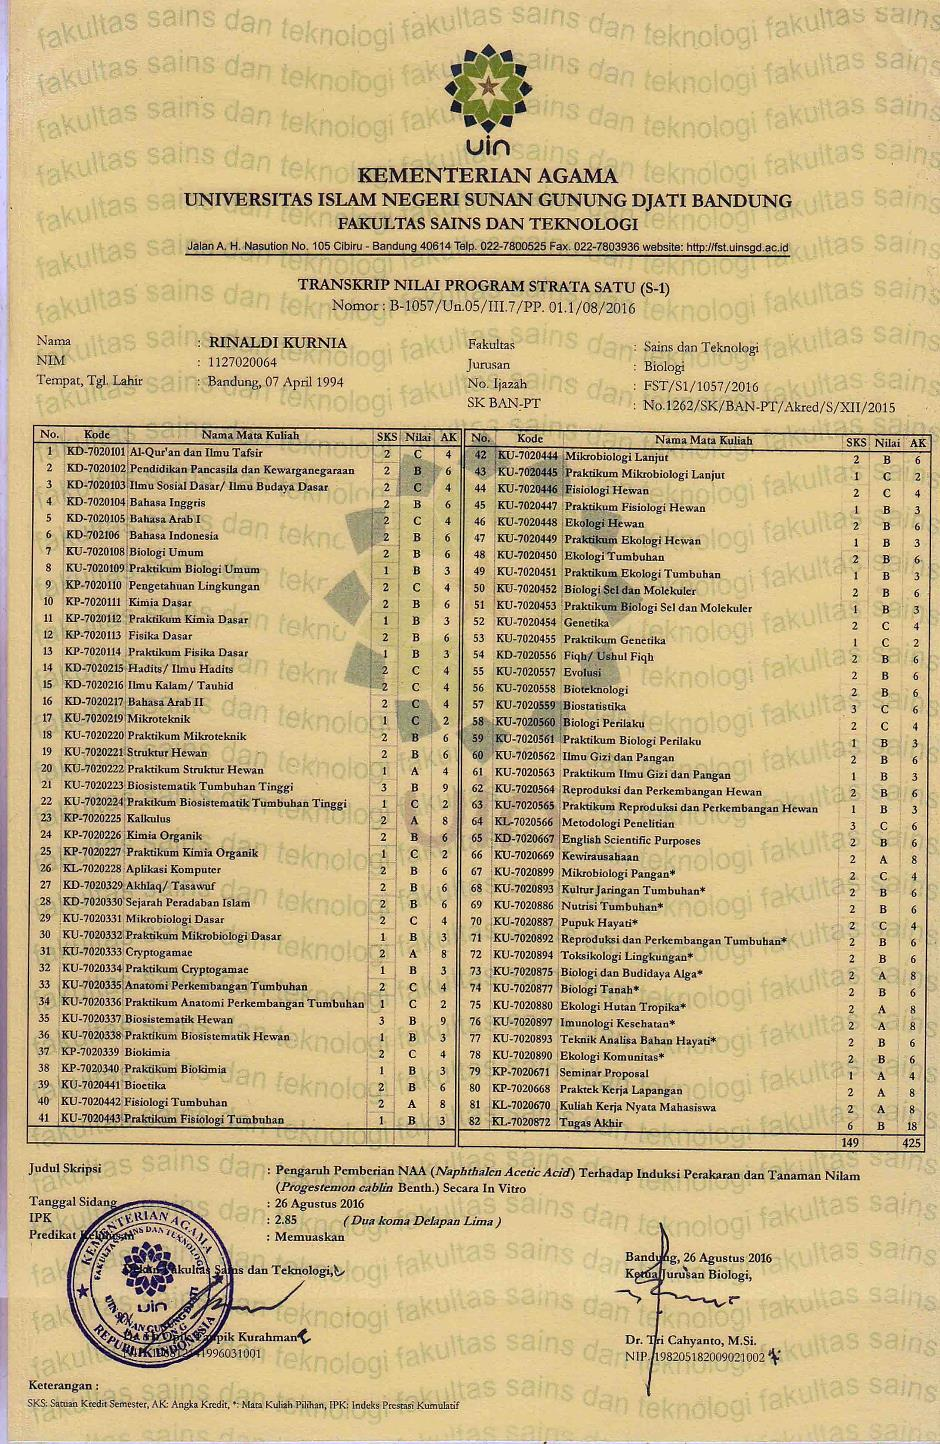 uin
KEMENTERIAN AGAMA
UNIVERSITAS ISLAM NEGERI SUNAN GUNUNG DJATI BANDUNG
FAKULTAS SAINS DAN TEKNOLOGI
Jalan A. H. Nasution No. 105 Cibiru - Bandung 40614 Telp. 022-7800525 Fax. 022-7803936 website: http://fst.uinsgd.ac.id
TRANSKRIP NILAI PROGRAM STRATA SATU (S-1)
Nomor : B-1057/Un.05/III.7/PP. 01.1/08/2016
Nama : RINALDI KURNIA
NIM : 1127020064
Tempat, Tgl. Lahir : Bandung, 07 April 1994
Fakultas : Sains dan Teknologi
Jurusan : Biologi
No. Ijazah : FST/S1/1057/2016
SK BAN-PT : No.1262/SK/BAN-PT/Akred/S/XII/2015
No. Kode Nama Mata Kuliah SKS Nilai AK
1 KD-7020101 Al-Qur'an dan Ilmu Tafsir 2 C 4
2 KD-7020102 Pendidikan Pancasila dan Kewarganegaraan 2 B 6
3 KD-7020103 Ilmu Sosial Dasar/ Ilmu Budaya Dasar 2 C 4
4 KD-7020104 Bahasa Inggris 2 B 6
5 KD-7020105 Bahasa Arab I 2 C 4
6 KD-702106 Bahasa Indonesia 2 B 6
7 KU-7020108 Biologi Umum 2 B 6
8 KU-7020109 Praktikum Biologi Umum 1 B 3
9 KP-7020110 Pengetahuan Lingkungan 2 C 4
10 KP-7020111 Kimia Dasar 2 B 6
11 KP-7020112 Praktikum Kimia Dasar 1 B 3
12 KP-7020113 Fisika Dasar 2 B 6
13 KP-7020114 Praktikum Fisika Dasar 1 B 3
14 KD-7020215 Hadits/ Ilmu Hadits 2 C 4
15 KD-7020216 Ilmu Kalam/ Tauhid 2 C 4
16 KD-7020217 Bahasa Arab II 2 C 4
17 KU-7020219 Mikroteknik 1 C 2
18 KU-7020220 Praktikum Mikroteknik 2 B 6
19 KU-7020221 Struktur Hewan 2 B 6
20 KU-7020222 Praktikum Struktur Hewan 1 A 4
21 KU-7020223 Biosistematik Tumbuhan Tinggi 3 B 9
22 KU-7020224 Prakikum Biosistematik Tumbuhan Tinggi 1 C 2
23 KP-7020225 Kalkulus 2 A 8
24 KP-7020226 Kimia Organik 2 B 6
25 KP-7020227 Praktikum Kimia Organik 1 C 2
26 KL-7020228 Aplikasi Komputer 2 B 6
27 KD-7020329 Akhlaq/ Tasawuf 2 B 6
28 KD-7020330 Sejarah Peradaban Islam 2 B 6
29 KU-7020331 Mikrobiologi Dasar 2 C 4
30 KU-7020332 Praktikum Mikrobiologi Dasar 1 B 3
31 KU-7020333 Cryptogamae 2 A 8
32 KU-7020334 Praktikum Cryptogamae 1 B 3
33 KU-7020335 Anatomi Perkembangan Tumbuhan 2 C 4
34 KU-7020336 Praktikum Anatomi Perkembangan Tumbuhan 1 C 2
35 KU-7020337 Biosistematik Hewan 3 B 9
36 KU-7020338 Praktikum Biosistematik Hewan 1 B 3
37 KP-7020339 Biokimia 2 C 4
38 KP-7020340 Praktikum Biokimia 1 B 3
39 KU-7020441 Bioetika 2 B 6
40 KU-7020442 Fisiologi Tumbuhan 2 A 8
41 KU-7020443 Praktikum Fisiologi Tumbuhan 1 B 3
No. Kode Nama Mata Kuliah SKS Nilai AK
42 KU-7020444 Mikrobiologi Lanjut 2 B 6
43 KU-7020445 Praktikum Mikrobiologi Lanjut 1 C 2
44 KU-7020446 Fisiologi Hewan 2 C 4
45 KU-7020447 Praktikum Fisiologi Hewan 1 B 3
46 KU-7020448 Ekologi Hewan 2 B 6
47 KU-7020449 Praktikum Ekologi Hewan 1 B 3
48 KU-7020450 Ekologi Tumbuhan 2 B 6
49 KU-7020451 Praktikum Ekologi Tumbuhan 1 B 3
50 KU-7020452 Biologi Sel dan Molekuler 2 B 6
51 KU-7020453 Praktikum Biologi Sel dan Molekuler 1 B 3
52 KU-7020454 Genetika 2 C 4
53 KU-7020455 Praktikum Genetika 1 C 2
54 KD-7020556 Fiqh/ Ushul Fiqh 2 B 6
55 KU-7020557 Evolusi 2 B 6
56 KU-7020558 Bioteknologi 2 B 6
57 KU-7020559 Biostatistika 3 C 6
58 KU-7020560 Biologi Perilaku 2 C 4
59 KU-7020561 Praktikum Biologi Perilaku 1 B 3
60 KU-7020562 Ilmu Gizi dan Pangan 2 B 6
61 KU-7020563 Praktikum Ilmu Gizi dan Pangan 1 B 3
62 KU-7020564 Reproduksi dan Perkembangan Hewan 2 B 6
63 KU-7020565 Praktikum Reproduksi dan Perkembangan Hewan 1 B 3
64 KL-7020566 Metodologi Penelitian 3 C 6
65 KD-7020667 English Scientific Purposes 2 B 6
66 KU-7020669 Kewirausahaan 2 A 8
67 KU-7020899 Mikrobiologi Pangan* 2 C 4
68 KU-7020893 Kultur Jaringan Tumbuhan* 2 B 6
69 KU-7020886 Nutrisi Tumbuhan* 2 B 6
70 KU-7020887 Pupuk Hayati* 2 C 4
71 KU-7020892 Reproduksi dan Perkembangan Tumbuhan* 2 B 6
72 KU-7020894 Toksikologi Lingkungan* 2 B 6
73 KU-7020875 Biologi dan Budidaya Alga* 2 A 8
74 KU-7020877 Biologi Tanah* 2 B 6
75 KU-7020880 Ekologi Hutan Tropika* 2 A 8
76 KU-7020897 Imunologi Kesehatan* 2 A 8
77 KU-7020893 Teknik Analisa Bahan Hayati* 2 B 6
78 KU-7020890 Ekologi Komunitas* 2 B 6
79 KP-7020671 Seminar Proposal 1 A 4
80 KP-7020668 Praktek Kerja Lapangan 2 A 8
81 KL-7020670 Kuliah Kerja Nyata Mahasiswa 2 A 8
82 KL-7020872 Tugas Akhir 6 B 18
149 425
Judul Skripsi : Pengaruh Pemberian NAA (Naphthalen Acetic Acid) Terhadap Induksi Perakaran dan Tanaman Nilam
(Progestemon cablin Benth.) Secara In Vitro
Tanggal Sidang : 26 Agustus 2016
IPK : 2.85 ( Dua koma Delapan Lima )
Predikat Kelulusan : Memuaskan
Dekan Fakultas Sains dan Teknologi,
Kurahman
Bandung, 26 Agustus 2016
Ketua Jurusan Biologi,
Dr. Tri Cahyanto, M.Si.
NIP. 198205182009021002
KEMENTERIAN AGAMA
FAKULTAS SAINS DAN TEKNOLOGI
uin
UIN SUNAN GUNUNG DJATI
BANDUNG
REPUBLIK INDONESIA
Keterangan :
SKS: Satuan Kredit Semester, AK: Angka Kredit, *: Mata Kuliah Pilihan, IPK: Indeks Prestasi Kumulatif